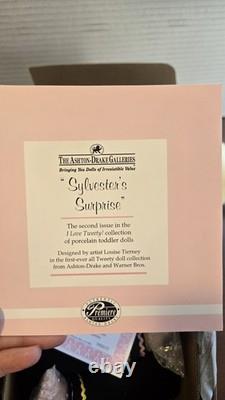 THE ASHTON-DRAKE GALLERIES
Bringing You Dolls of Irresistible Value
"Sylvester's
Surprise"
The second issue in the
I Love Tweety! collection
of porcelain toddler dolls
Designed by artist Louise Tierney
in the first-ever all Tweety doll collection
from Ashton-Drake and Warner Bros.
Premiere
ebay